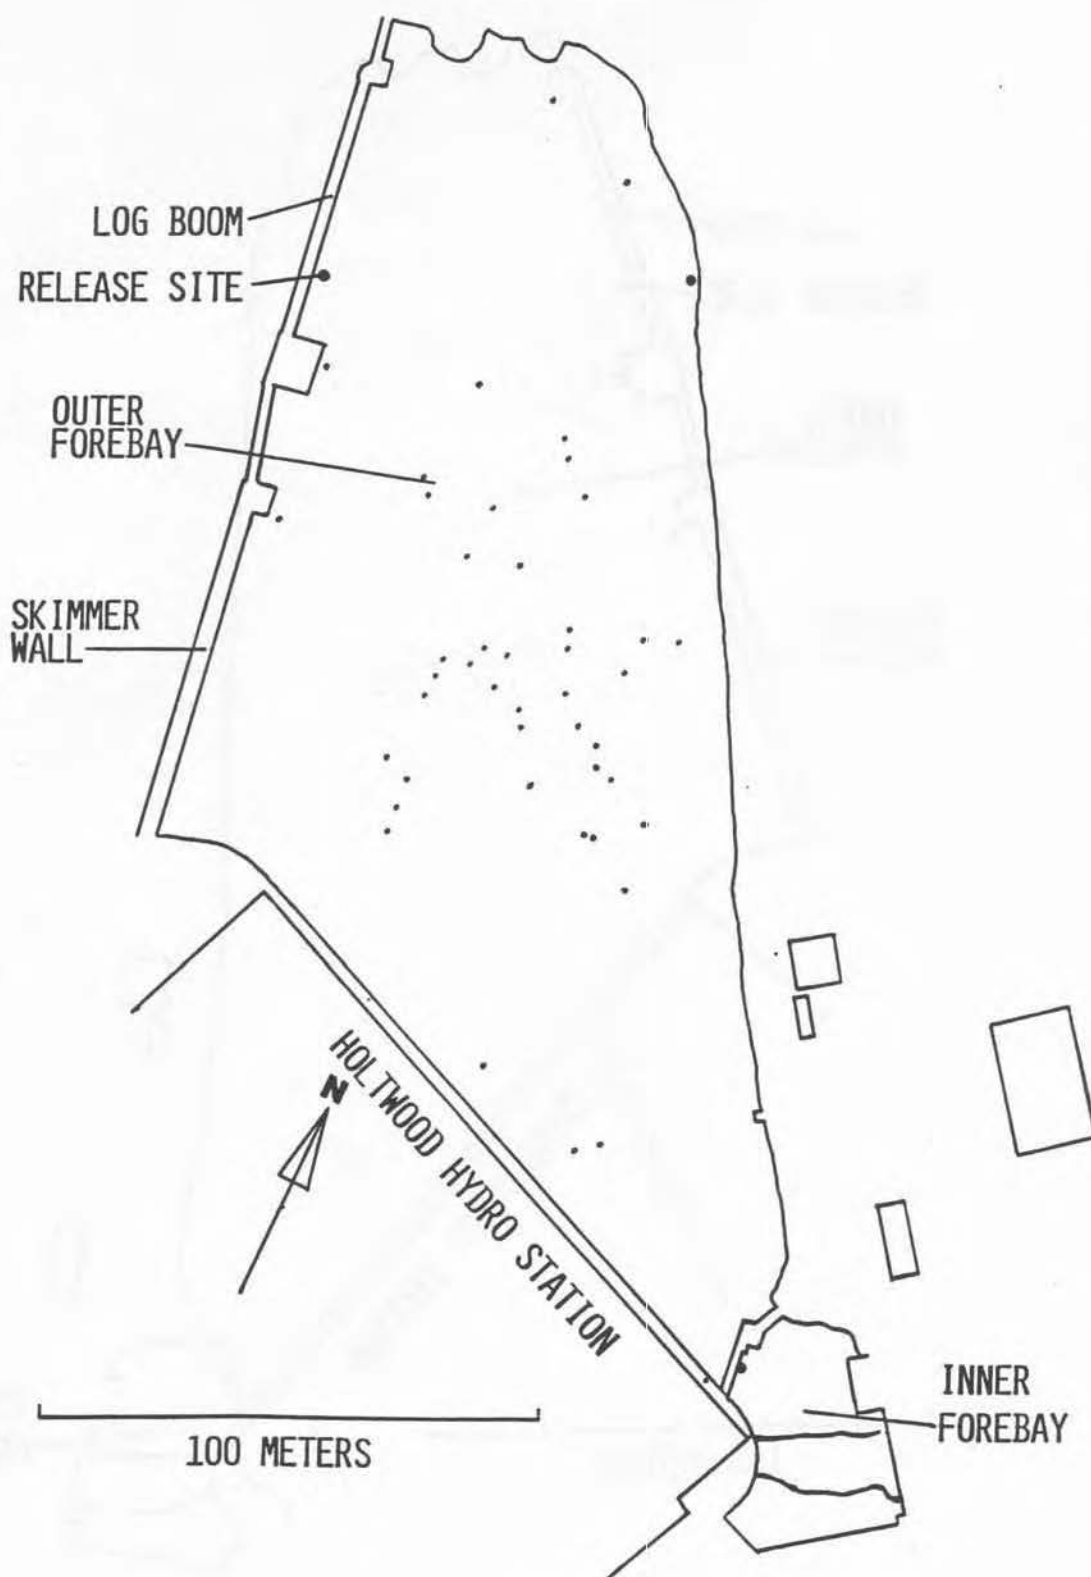 LOG BOOM
RELEASE SITE
OUTER
FOREBAY
SKIMMER
WALL
HOLTWOOD HYDRO STATION
N
100 METERS
INNER
FOREBAY